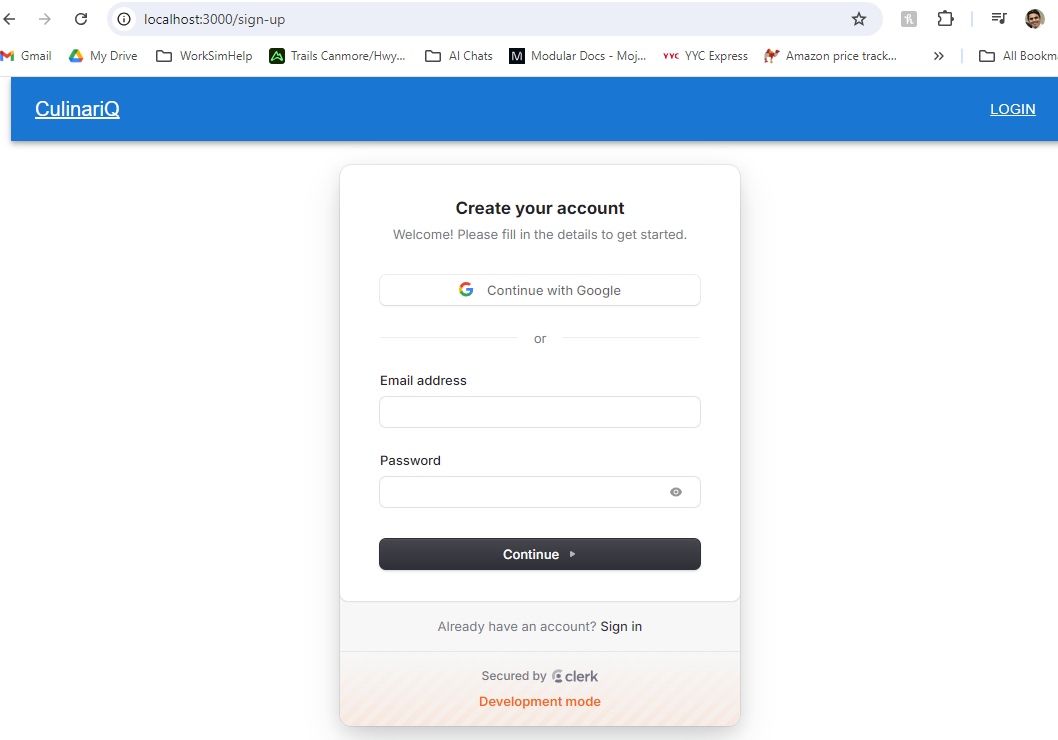 localhost:3000/sign-up
Gmail My Drive WorkSimHelp Trails Canmore/Hwy... AI Chats M Modular Docs - Moj... YYC YYC Express Amazon price track... » All Bookm
CulinariQ LOGIN
Create your account
Welcome! Please fill in the details to get started.
Continue with Google
or
Email address
Password
Continue
Already have an account? Sign in
Secured by clerk
Development mode